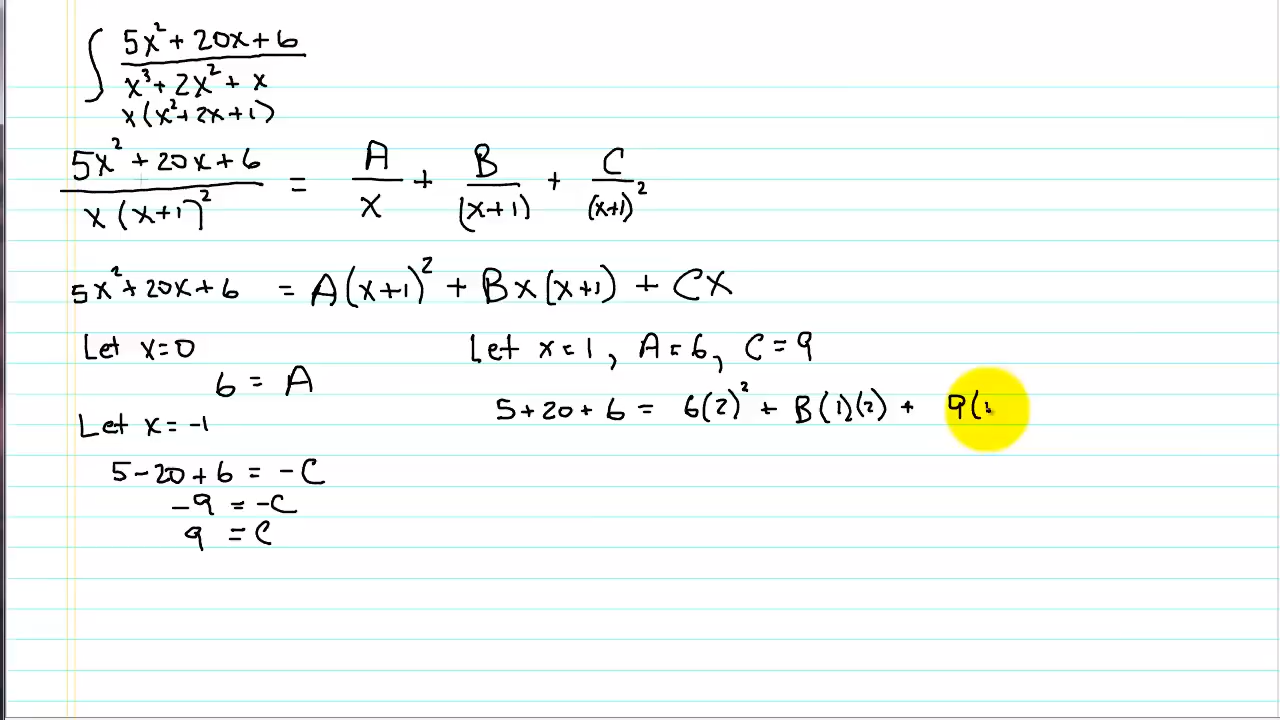 ∫ (5x² + 20x + 6)/(x³ + 2x² + x)
x(x² + 2x + 1)
(5x² + 20x + 6)/(x(x+1)²) = A/x + B/(x+1) + C/(x+1)²
5x² + 20x + 6 = A(x+1)² + Bx(x+1) + Cx
Let x = 0
6 = A
Let x = -1
5 - 20 + 6 = -C
-9 = -C
9 = C
Let x = 1, A = 6, C = 9
5 + 20 + 6 = 6(2)² + B(1)(2) + 9(